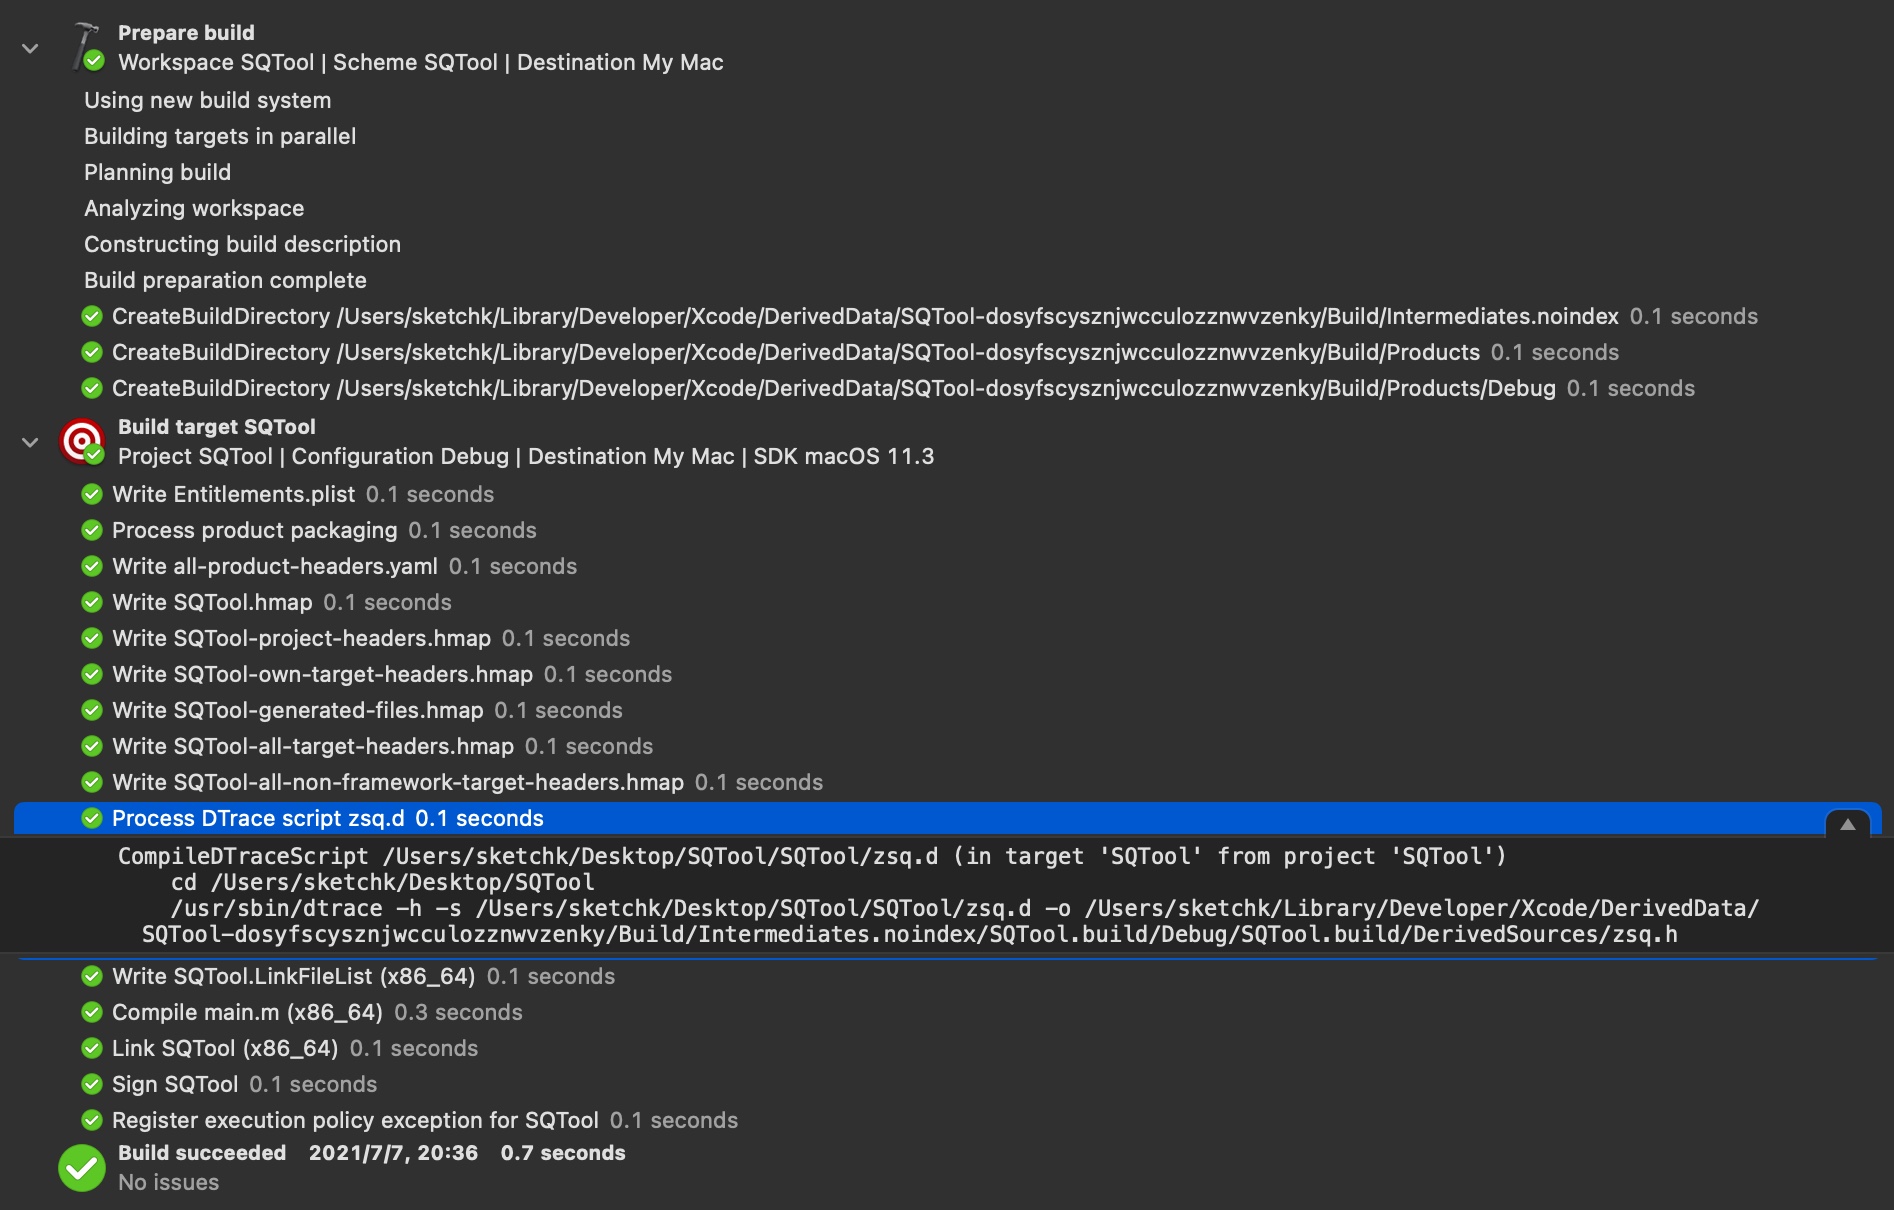 Prepare build
Workspace SQTool | Scheme SQTool | Destination My Mac
Using new build system
Building targets in parallel
Planning build
Analyzing workspace
Constructing build description
Build preparation complete
CreateBuildDirectory /Users/sketchk/Library/Developer/Xcode/DerivedData/SQTool-dosyfscysznjwcculozznwvzenky/Build/Intermediates.noindex 0.1 seconds
CreateBuildDirectory /Users/sketchk/Library/Developer/Xcode/DerivedData/SQTool-dosyfscysznjwcculozznwvzenky/Build/Products 0.1 seconds
CreateBuildDirectory /Users/sketchk/Library/Developer/Xcode/DerivedData/SQTool-dosyfscysznjwcculozznwvzenky/Build/Products/Debug 0.1 seconds
Build target SQTool
Project SQTool | Configuration Debug | Destination My Mac | SDK macOS 11.3
Write Entitlements.plist 0.1 seconds
Process product packaging 0.1 seconds
Write all-product-headers.yaml 0.1 seconds
Write SQTool.hmap 0.1 seconds
Write SQTool-project-headers.hmap 0.1 seconds
Write SQTool-own-target-headers.hmap 0.1 seconds
Write SQTool-generated-files.hmap 0.1 seconds
Write SQTool-all-target-headers.hmap 0.1 seconds
Write SQTool-all-non-framework-target-headers.hmap 0.1 seconds
Process DTrace script zsq.d 0.1 seconds
CompileDTraceScript /Users/sketchk/Desktop/SQTool/SQTool/zsq.d (in target 'SQTool' from project 'SQTool')
cd /Users/sketchk/Desktop/SQTool
/usr/sbin/dtrace -h -s /Users/sketchk/Desktop/SQTool/SQTool/zsq.d -o /Users/sketchk/Library/Developer/Xcode/DerivedData/
SQTool-dosyfscysznjwcculozznwvzenky/Build/Intermediates.noindex/SQTool.build/Debug/SQTool.build/DerivedSources/zsq.h
Write SQTool.LinkFileList (x86_64) 0.1 seconds
Compile main.m (x86_64) 0.3 seconds
Link SQTool (x86_64) 0.1 seconds
Sign SQTool 0.1 seconds
Register execution policy exception for SQTool 0.1 seconds
Build succeeded 2021/7/7, 20:36 0.7 seconds
No issues